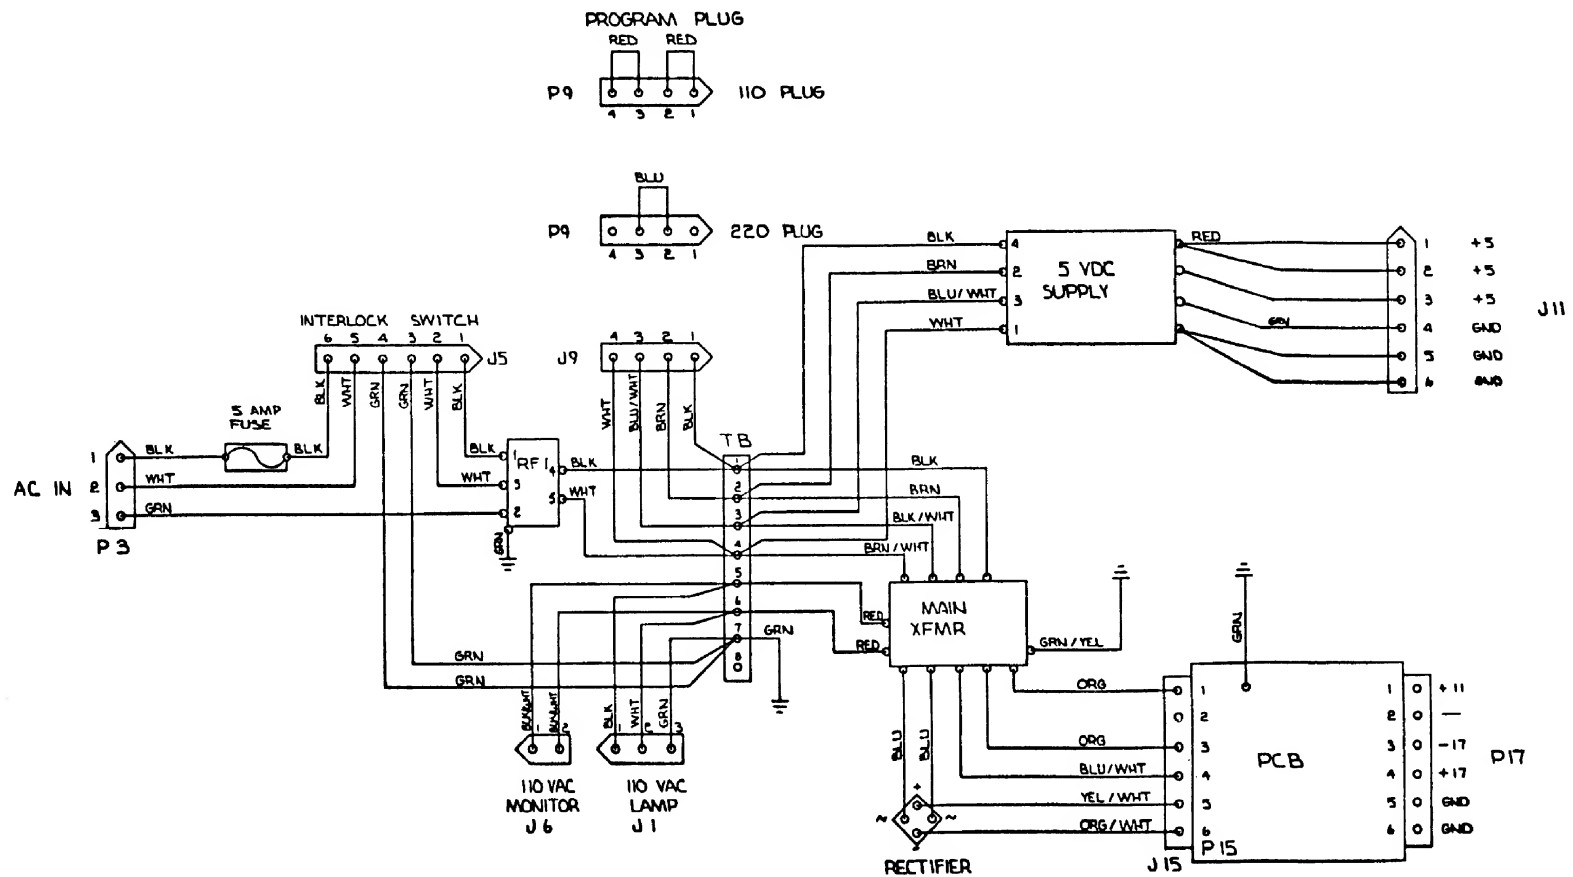 PROGRAM PLUG
RED RED
P9 110 PLUG
4 3 2 1
BLU
P9 220 PLUG
4 3 2 1
INTERLOCK SWITCH
6 5 4 3 2 1
J5
BLK WHT GRN GRN WHT BLK
J9
4 3 2 1
WHT BLU/WHT BRN BLK
5 AMP
FUSE
AC IN
1 BLK BLK
2 WHT
3 GRN
P3
BLK 1
WHT 3
2
RFI
4 BLK
5 WHT
GRN
TB
1
2
3
4
5
6
7
8
GRN
GRN
GRN
BLK 4
BRN 2
BLU/WHT 3
WHT 1
5 VDC
SUPPLY
RED
GRN
1 +5
2 +5
3 +5
4 GND
5 GND
6 GND
J11
BLK
BRN
BLK/WHT
BRN/WHT
RED
RED
MAIN
XFMR
GRN/YEL
BLK/WHT BLK/WHT
1 2
110 VAC
MONITOR
J6
BLK WHT GRN
1 2 3
110 VAC
LAMP
J1
BLU BLU
+
~ ~
-
RECTIFIER
ORG
ORG
BLU/WHT
YEL/WHT
ORG/WHT
GRN
1
2
3
4
5
6
P15
J15
PCB
1 +11
2 —
3 -17
4 +17
5 GND
6 GND
P17